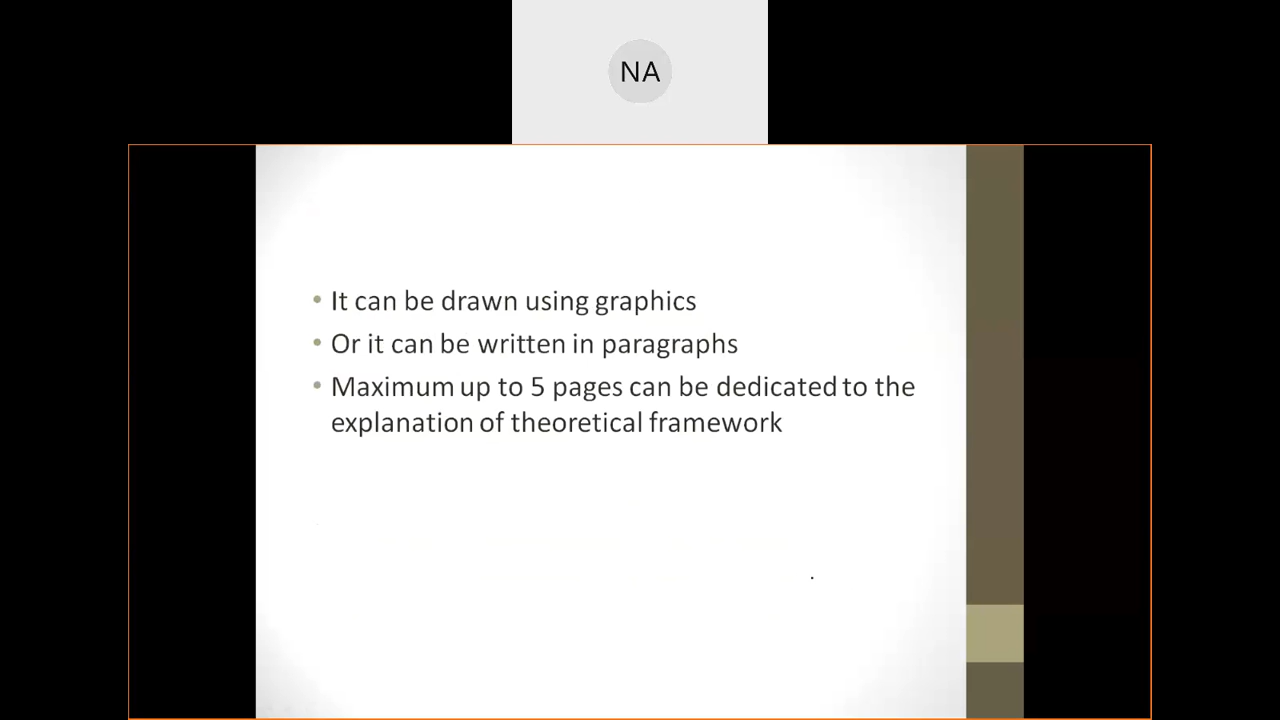 NA
• It can be drawn using graphics
• Or it can be written in paragraphs
• Maximum up to 5 pages can be dedicated to the
explanation of theoretical framework